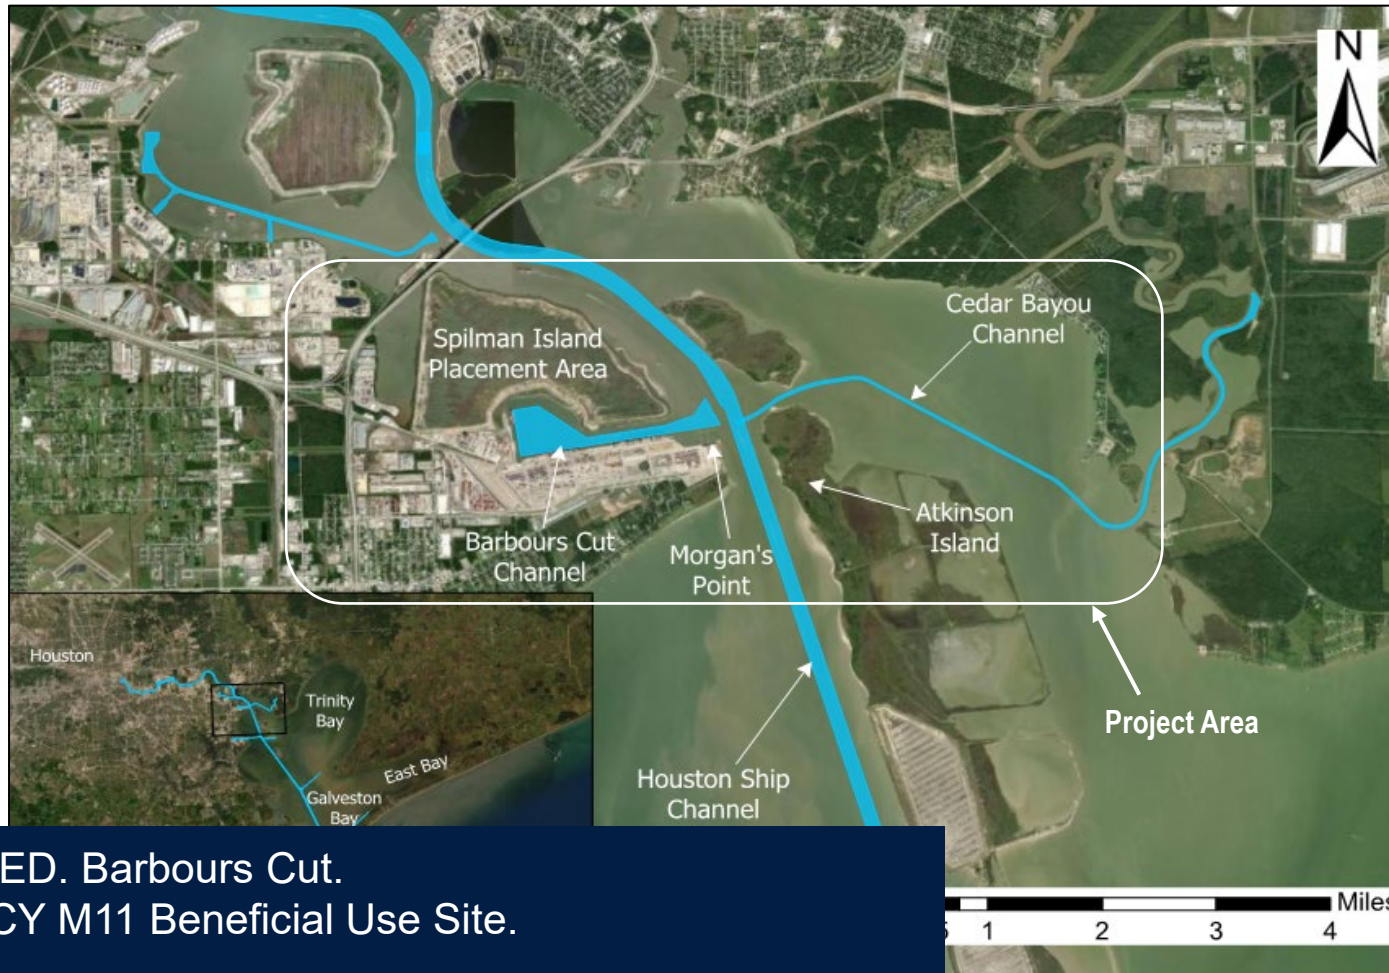 N
Cedar Bayou
Channel
Spilman Island
Placement Area
Atkinson
Island
Barbours Cut
Channel
Morgan's
Point
Project Area
Houston Ship
Channel
Houston
Trinity
Bay
East Bay
Galveston
Bay
ED. Barbours Cut.
CY M11 Beneficial Use Site.
Miles
1 2 3 4